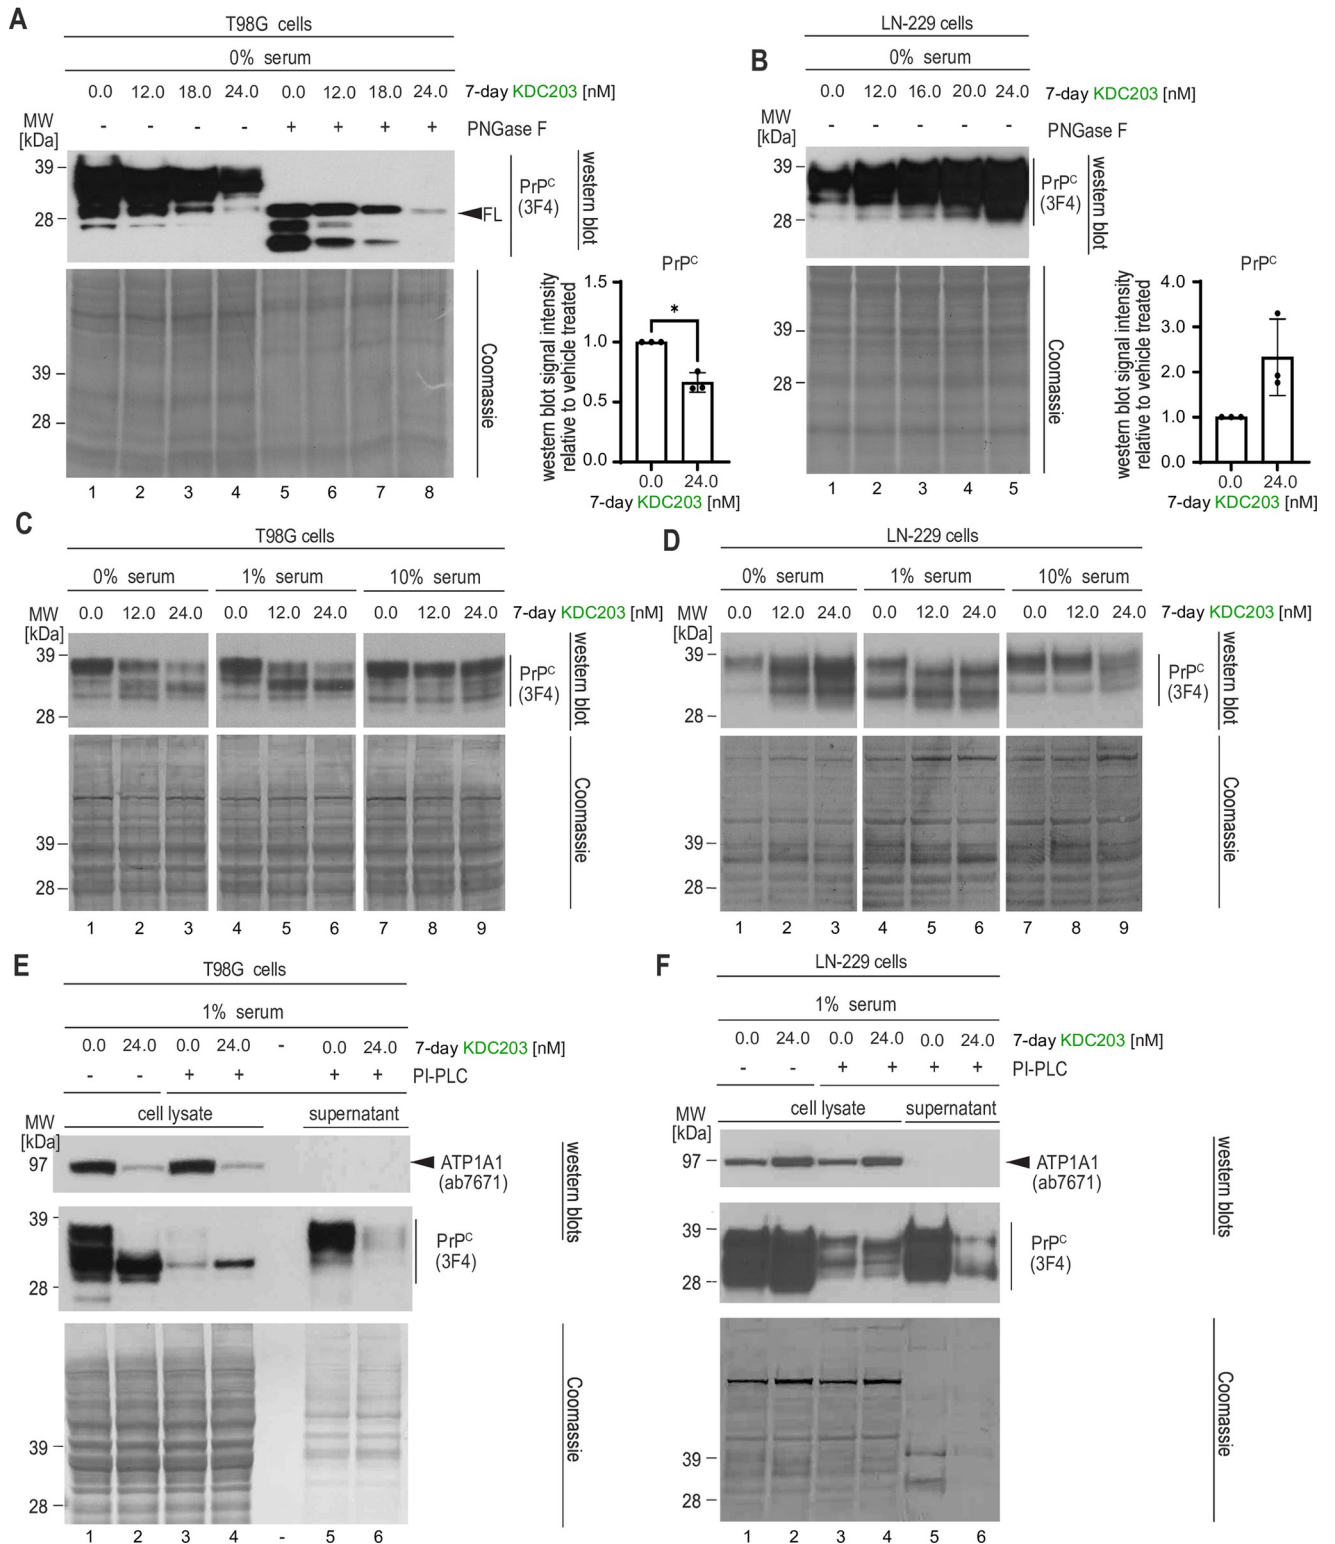 A
T98G cells
0% serum
0.0 12.0 18.0 24.0 0.0 12.0 18.0 24.0 7-day KDC203 [nM]
MW
[kDa]
- - - - + + + + PNGase F
39
28
FL
PrPC
(3F4)
western blot
39
28
Coomassie
1 2 3 4 5 6 7 8
PrPC
western blot signal intensity
relative to vehicle treated
1.5
1.0
0.5
0.0
*
0.0 24.0
7-day KDC203 [nM]
B
LN-229 cells
0% serum
0.0 12.0 16.0 20.0 24.0 7-day KDC203 [nM]
MW
[kDa]
- - - - - PNGase F
39
28
PrPC
(3F4)
western blot
39
28
Coomassie
1 2 3 4 5
PrPC
western blot signal intensity
relative to vehicle treated
4.0
3.0
2.0
1.0
0.0
0.0 24.0
7-day KDC203 [nM]
C
T98G cells
0% serum 1% serum 10% serum
0.0 12.0 24.0 0.0 12.0 24.0 0.0 12.0 24.0 7-day KDC203 [nM]
MW
[kDa]
39
28
PrPC
(3F4)
western blot
39
28
Coomassie
1 2 3 4 5 6 7 8 9
D
LN-229 cells
0% serum 1% serum 10% serum
0.0 12.0 24.0 0.0 12.0 24.0 0.0 12.0 24.0 7-day KDC203 [nM]
MW
[kDa]
39
28
PrPC
(3F4)
western blot
39
28
Coomassie
1 2 3 4 5 6 7 8 9
E
T98G cells
1% serum
0.0 24.0 0.0 24.0 - 0.0 24.0 7-day KDC203 [nM]
- - + + + + PI-PLC
cell lysate supernatant
MW
[kDa]
97
ATP1A1
(ab7671)
39
28
PrPC
(3F4)
western blots
39
28
Coomassie
1 2 3 4 - 5 6
F
LN-229 cells
1% serum
0.0 24.0 0.0 24.0 0.0 24.0 7-day KDC203 [nM]
- - + + + + PI-PLC
cell lysate supernatant
MW
[kDa]
97
ATP1A1
(ab7671)
39
28
PrPC
(3F4)
western blots
39
28
Coomassie
1 2 3 4 5 6